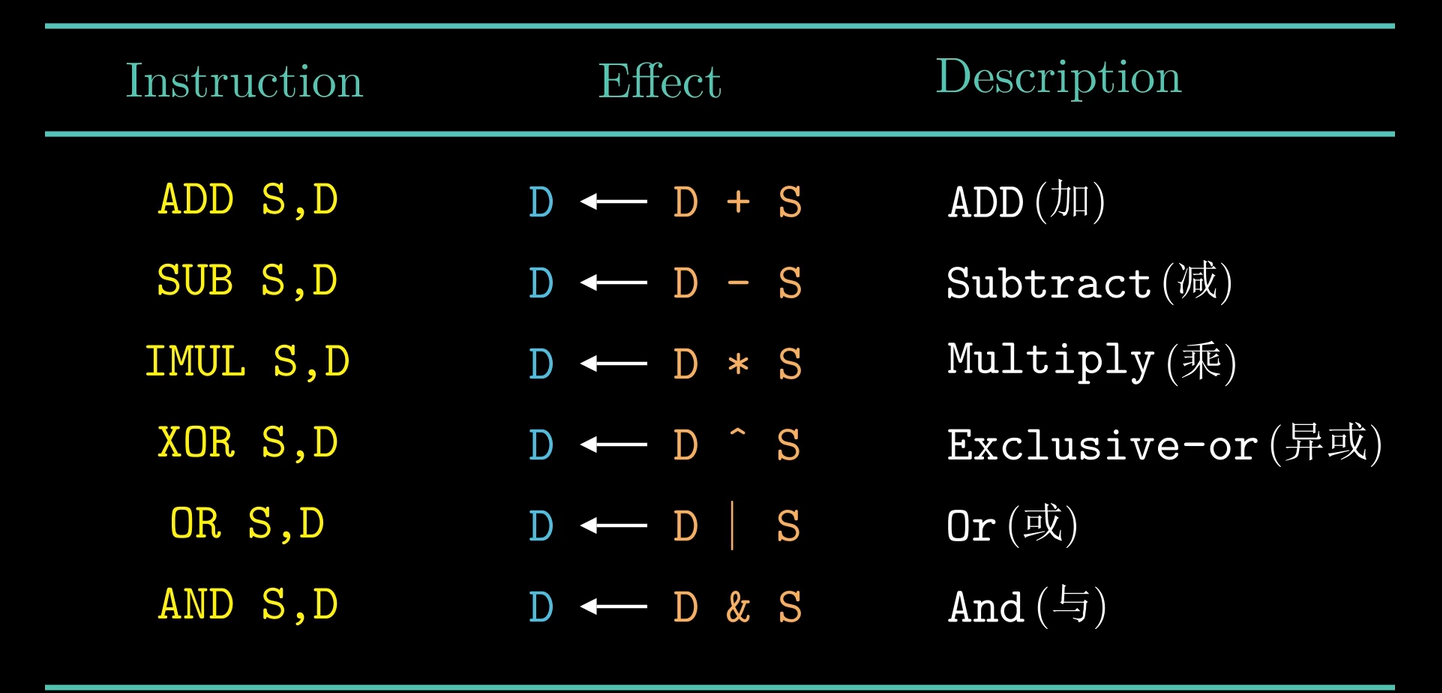 Instruction Effect Description
ADD S,D D ← D + S ADD(加)
SUB S,D D ← D - S Subtract(减)
IMUL S,D D ← D * S Multiply(乘)
XOR S,D D ← D ^ S Exclusive-or(异或)
OR S,D D ← D | S Or(或)
AND S,D D ← D & S And(与)